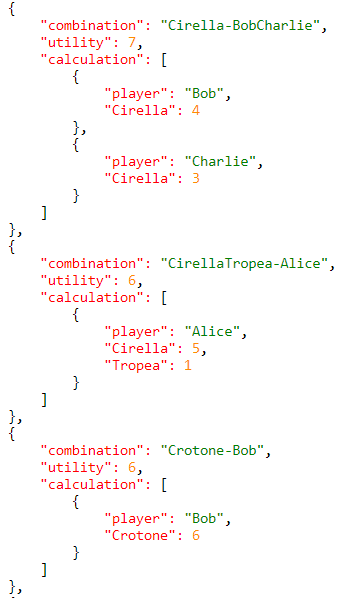 {
    "combination": "Cirella-BobCharlie",
    "utility": 7,
    "calculation": [
        {
            "player": "Bob",
            "Cirella": 4
        },
        {
            "player": "Charlie",
            "Cirella": 3
        }
    ]
},
{
    "combination": "CirellaTropea-Alice",
    "utility": 6,
    "calculation": [
        {
            "player": "Alice",
            "Cirella": 5,
            "Tropea": 1
        }
    ]
},
{
    "combination": "Crotone-Bob",
    "utility": 6,
    "calculation": [
        {
            "player": "Bob",
            "Crotone": 6
        }
    ]
},